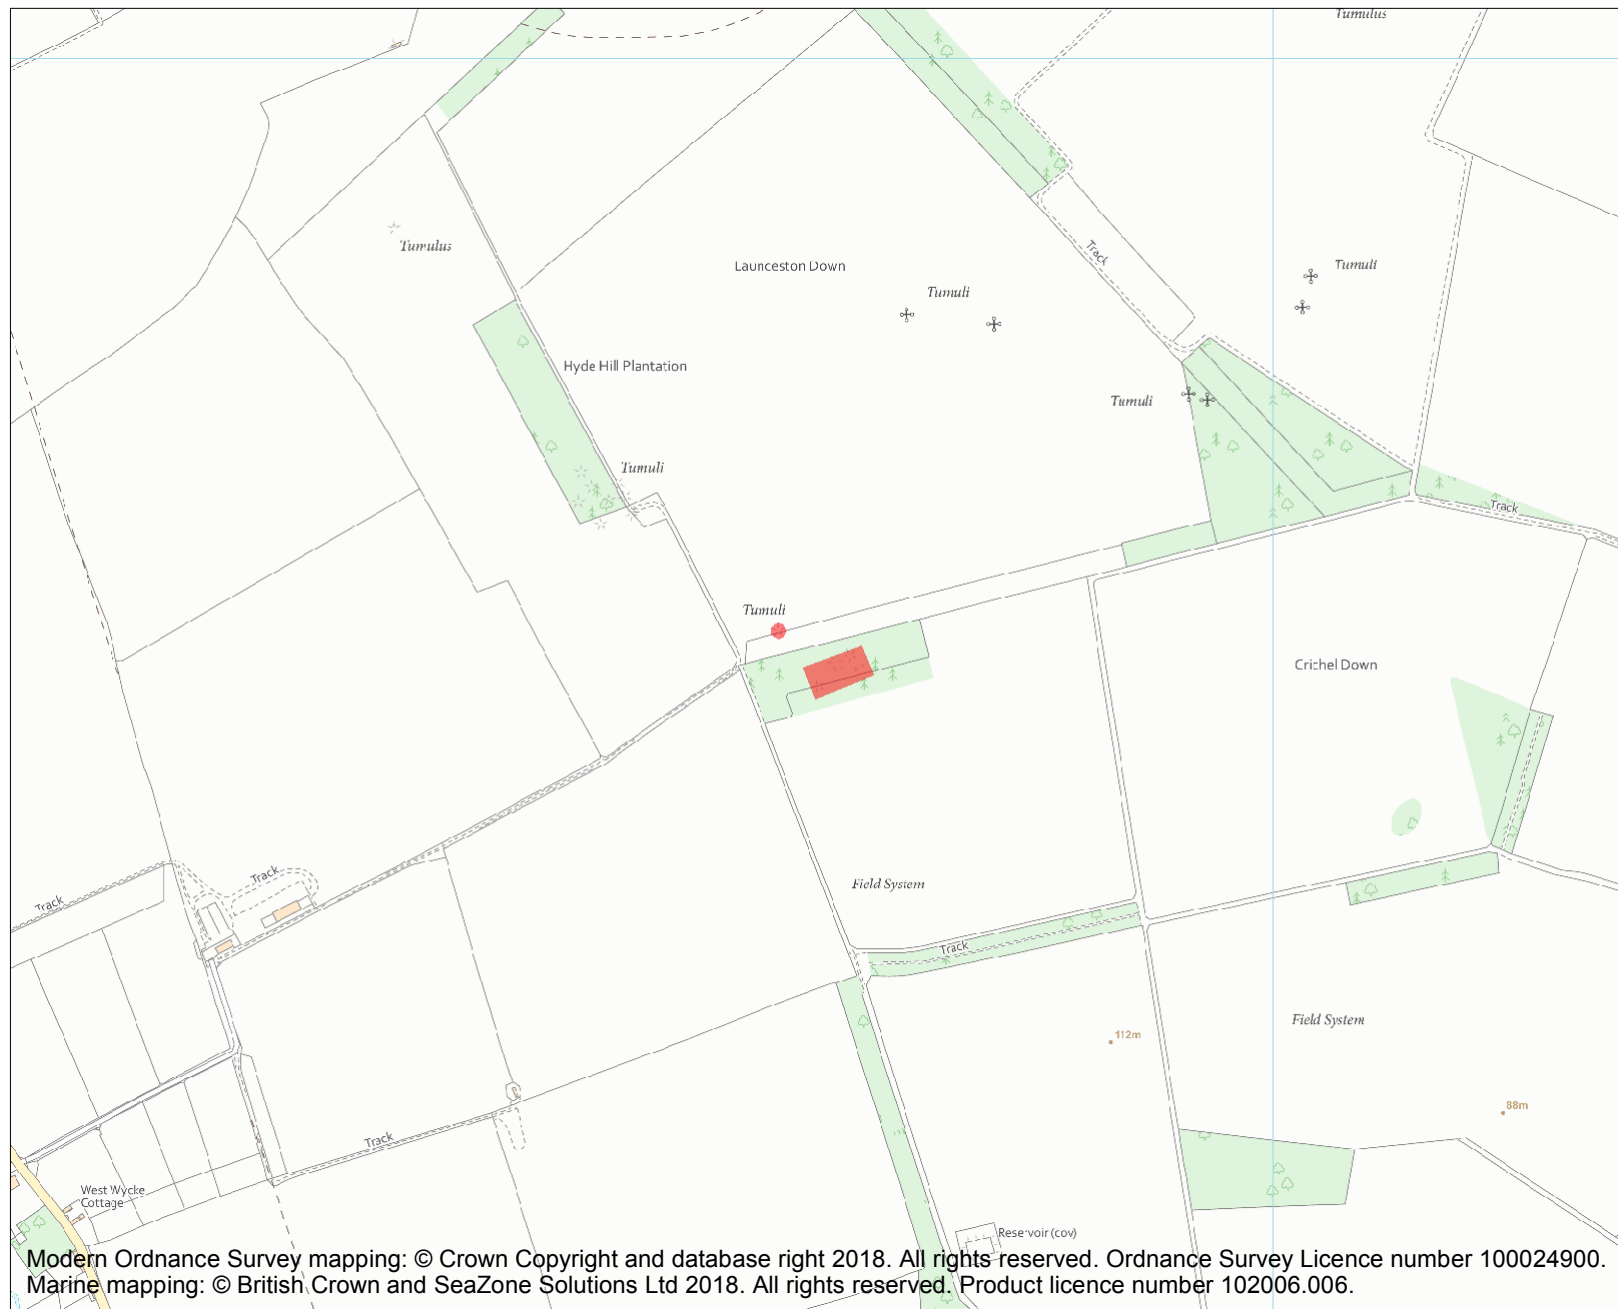 Tumulus
Tumulus
Launceston Down
Track
Tumuli
Tumuli
Hyde Hill Plantation
Tumuli
Tumuli
Track
Tumuli
Crichel Down
Track
Track
Field System
Track
Field System
112m
88m
Track
West Wycke
Cottage
Reservoir (cov)
Modern Ordnance Survey mapping: © Crown Copyright and database right 2018. All rights reserved. Ordnance Survey Licence number 100024900.
Marine mapping: © British Crown and SeaZone Solutions Ltd 2018. All rights reserved. Product licence number 102006.006.